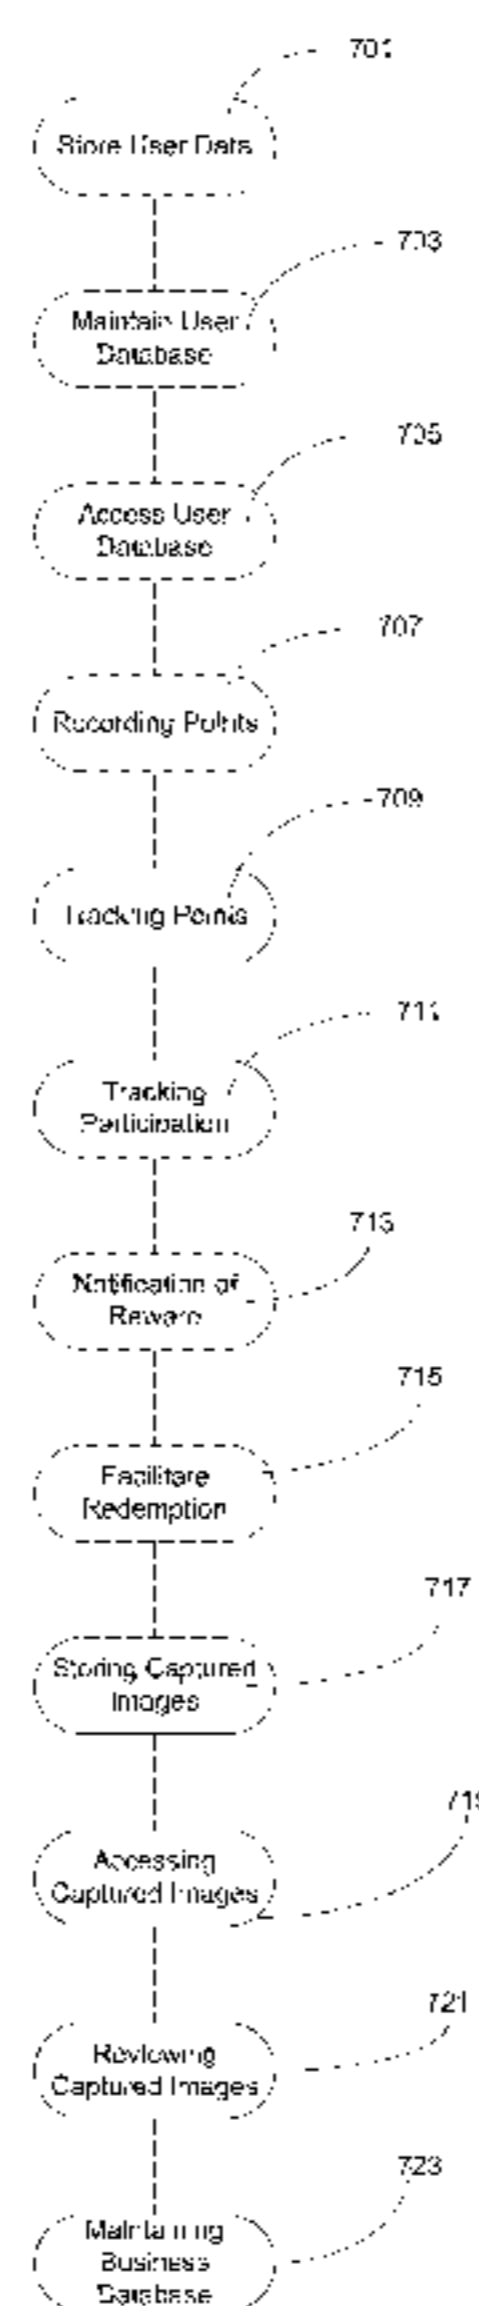 701
Store User Data
703
Maintain User
Database
705
Access User
Database
707
Recording Points
709
Tracking Points
711
Tracking
Participation
713
Notification of
Reward
715
Facilitate
Redemption
717
Storing Captured
Images
719
Accessing
Captured Images
721
Reviewing
Captured Images
723
Maintaining
Business
Database